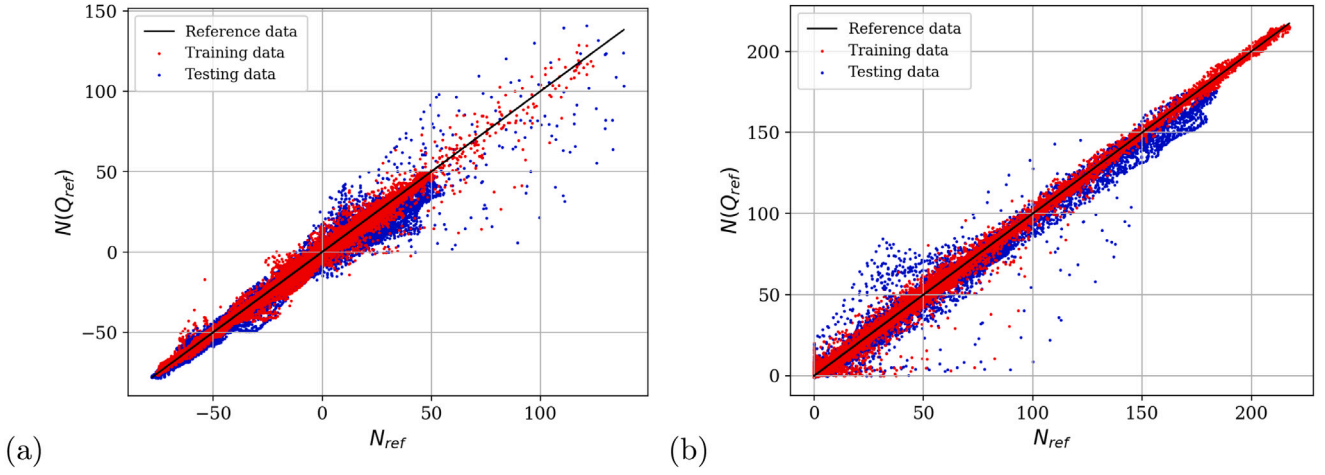 150
100
50
0
−50
N(Q_ref)
Reference data
Training data
Testing data
−50 0 50 100
N_ref
(a)
200
150
100
50
0
N(Q_ref)
Reference data
Training data
Testing data
0 50 100 150 200
N_ref
(b)